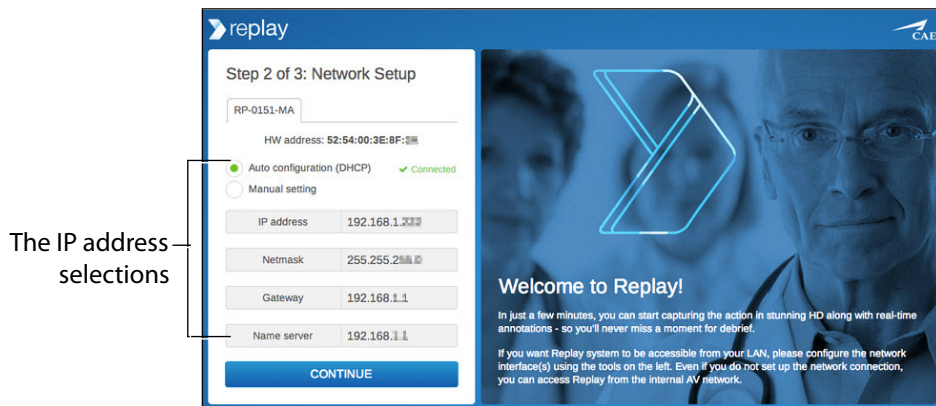 replay
CAE
Step 2 of 3: Network Setup
RP-0151-MA
HW address: 52:54:00:3E:8F:
Auto configuration (DHCP) ✔ Connected
Manual setting
The IP address
selections
IP address 192.168.1.
Netmask 255.255.2
Gateway 192.168.1.1
Name server 192.168.
CONTINUE
Welcome to Replay!
In just a few minutes, you can start capturing the action in stunning HD along with real-time
annotations - so you'll never miss a moment for debrief.
If you want Replay system to be accessible from your LAN, please configure the network
interface(s) using the tools on the left. Even if you do not set up the network connection,
you can access Replay from the internal AV network.